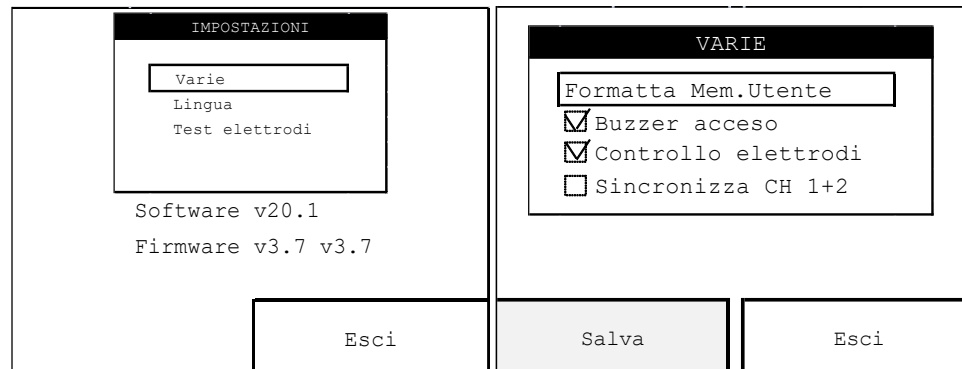 IMPOSTAZIONI
Varie
Lingua
Test elettrodi
Software v20.1
Firmware v3.7 v3.7
Esci
VARIE
Formatta Mem.Utente
Buzzer acceso
Controllo elettrodi
Sincronizza CH 1+2
Salva
Esci